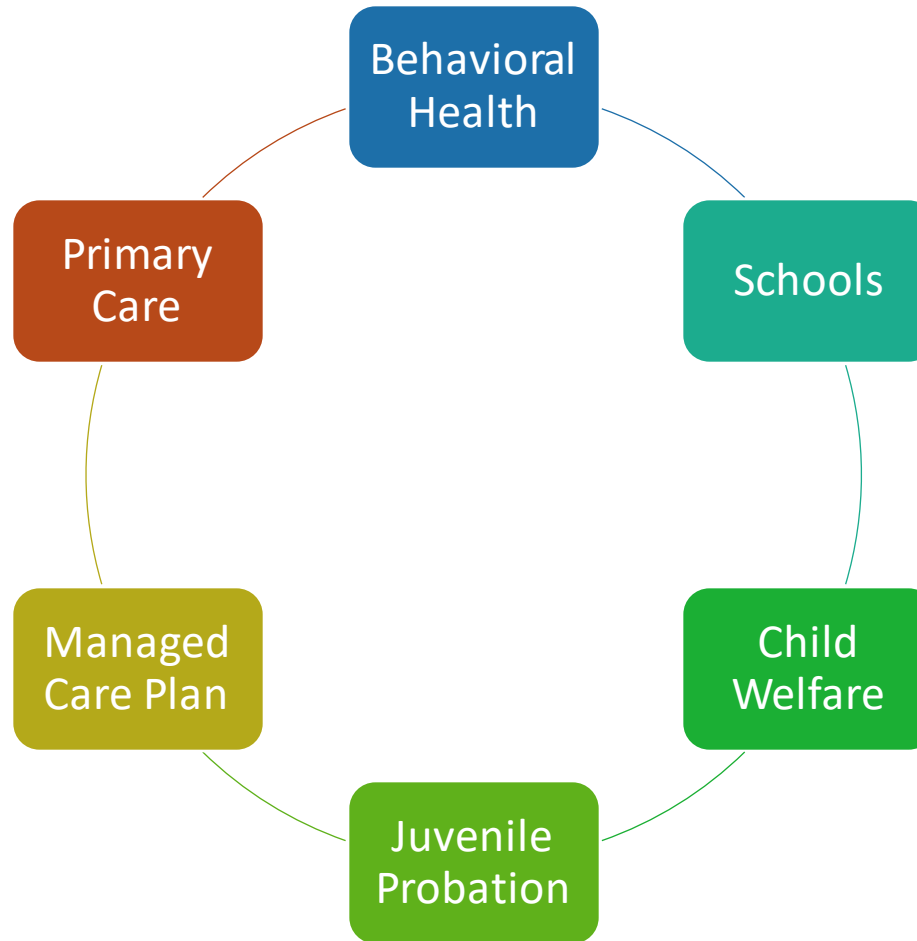 Behavioral
Health
Schools
Child
Welfare
Juvenile
Probation
Managed
Care Plan
Primary
Care